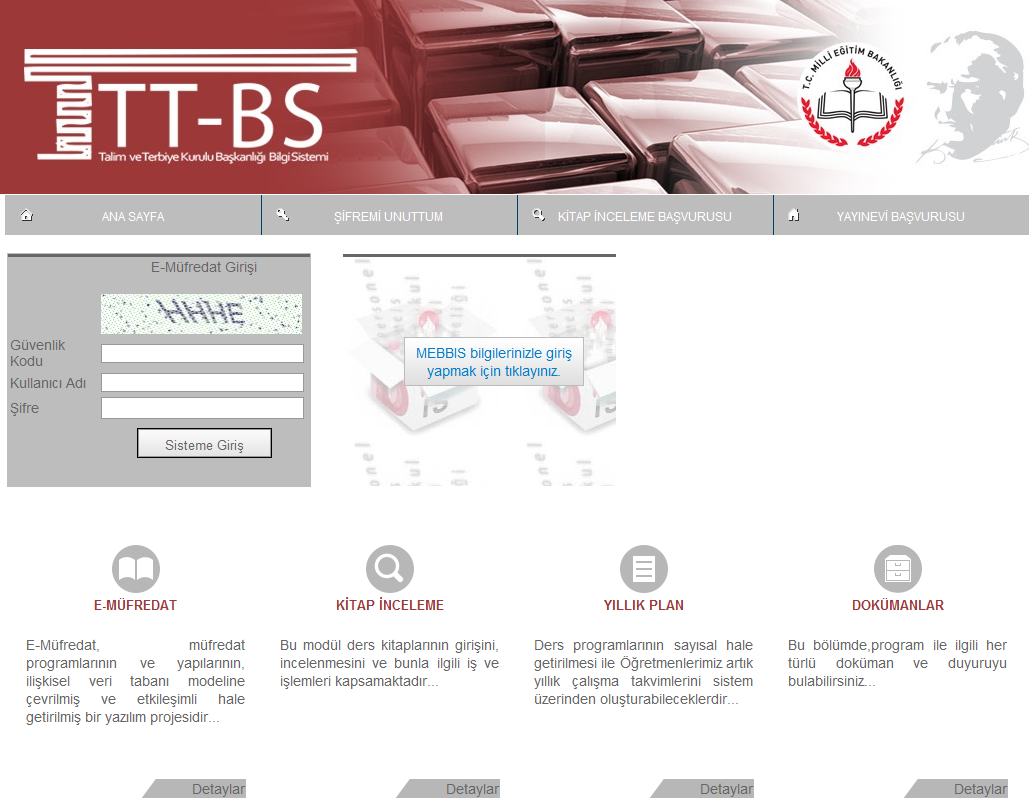 TT-BS
Talim ve Terbiye Kurulu Başkanlığı Bilgi Sistemi
T.C. MİLLÎ EĞİTİM BAKANLIĞI
ANA SAYFA
ŞİFREMİ UNUTTUM
KİTAP İNCELEME BAŞVURUSU
YAYINEVİ BAŞVURUSU
E-Müfredat Girişi
HHHE
Güvenlik
Kodu
Kullanıcı Adı
Şifre
Sisteme Giriş
MEBBIS bilgilerinizle giriş
yapmak için tıklayınız.
E-MÜFREDAT
E-Müfredat, müfredat
programlarının ve yapılarının,
ilişkisel veri tabanı modeline
çevrilmiş ve etkileşimli hale
getirilmiş bir yazılım projesidir...
Detaylar
KİTAP İNCELEME
Bu modül ders kitaplarının girişini,
incelenmesini ve bunla ilgili iş ve
işlemleri kapsamaktadır...
Detaylar
YILLIK PLAN
Ders programlarının sayısal hale
getirilmesi ile Öğretmenlerimiz artık
yıllık çalışma takvimlerini sistem
üzerinden oluşturabileceklerdir...
Detaylar
DOKÜMANLAR
Bu bölümde,program ile ilgili her
türlü doküman ve duyuruyu
bulabilirsiniz...
Detaylar